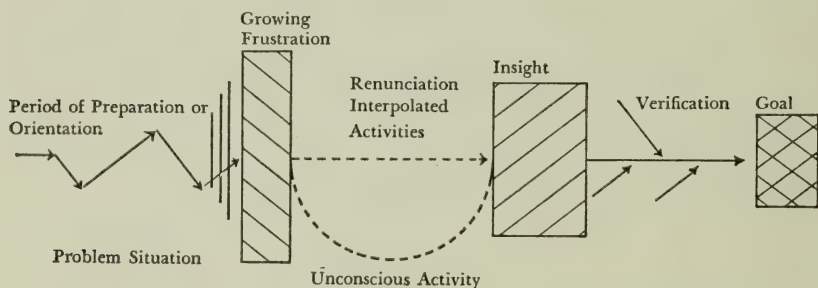 Growing
Frustration
Period of Preparation or
Orientation
Renunciation
Interpolated
Activities
Insight
Verification
Goal
Problem Situation
Unconscious Activity